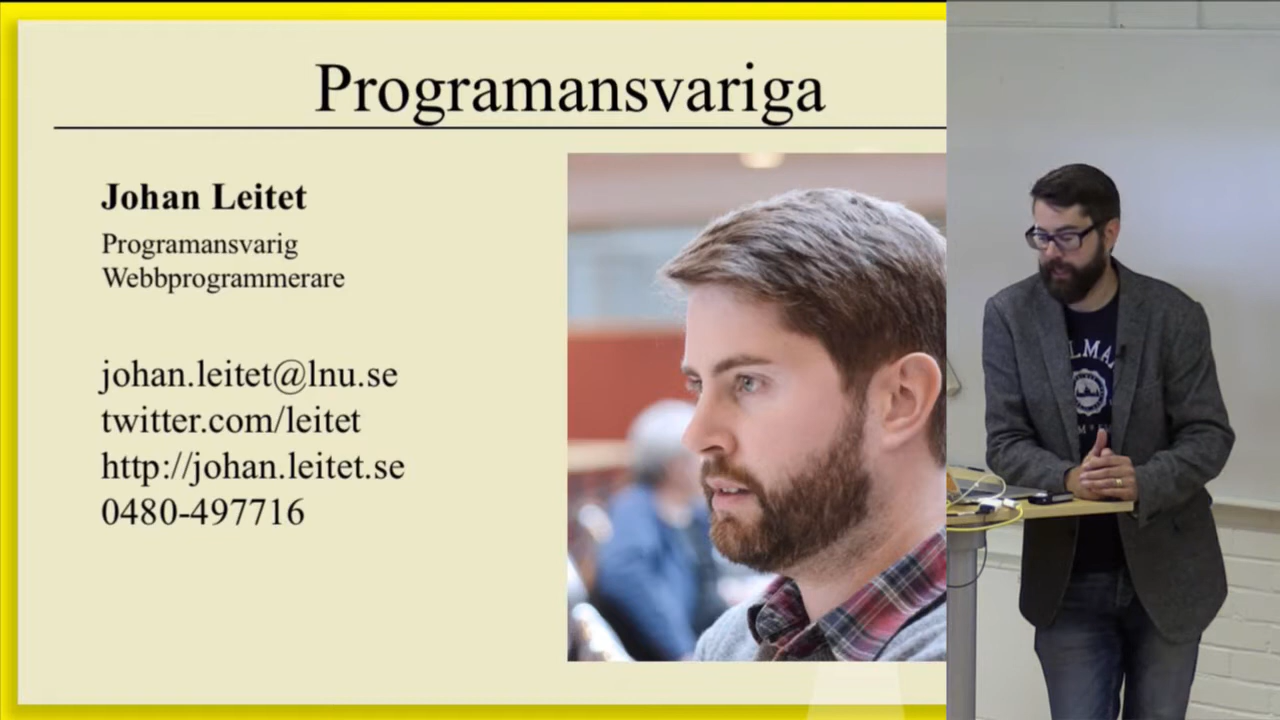 Programansvariga
Johan Leitet
Programansvarig
Webbprogrammerare
johan.leitet@lnu.se
twitter.com/leitet
http://johan.leitet.se
0480-497716